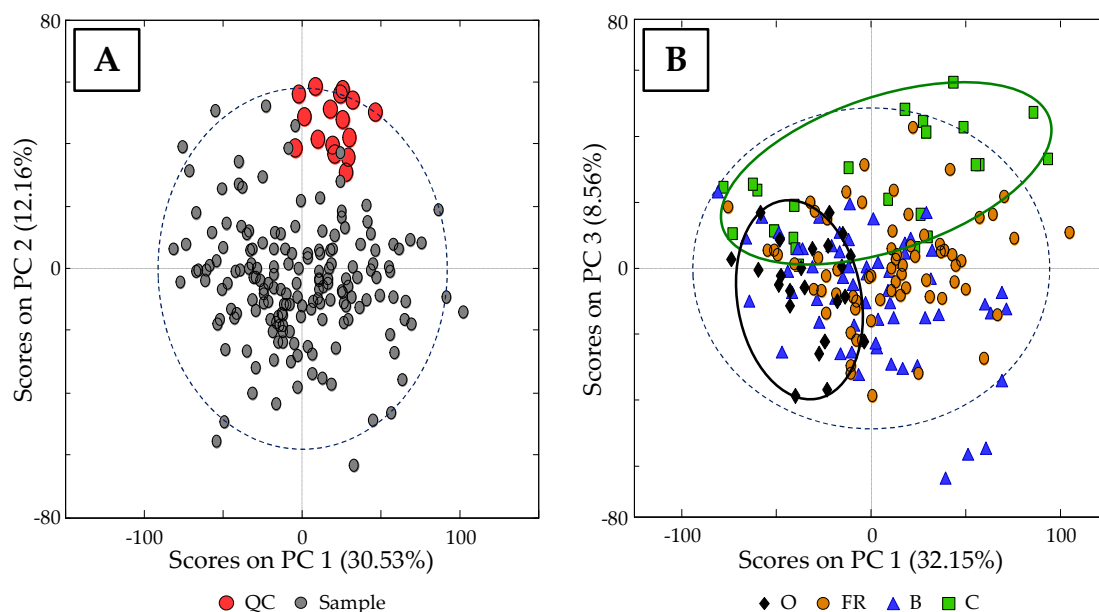 A
80
0
-80
Scores on PC 2 (12.16%)
-100
0
100
Scores on PC 1 (30.53%)
QC
Sample
B
80
0
-80
Scores on PC 3 (8.56%)
-100
0
100
Scores on PC 1 (32.15%)
O
FR
B
C